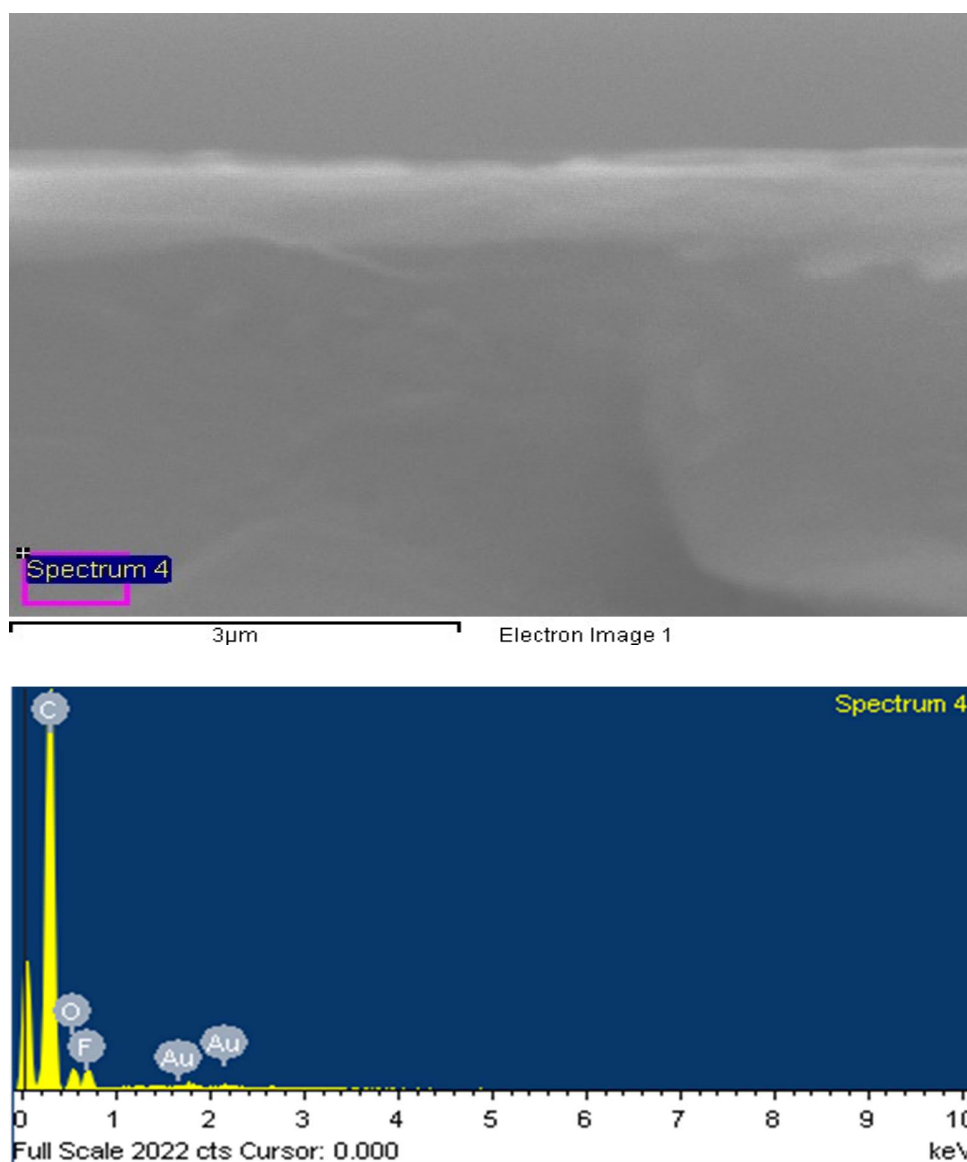 Spectrum 4
3µm Electron Image 1
Spectrum 4
C
O
F
Au Au
0 1 2 3 4 5 6 7 8 9 10
Full Scale 2022 cts Cursor: 0.000 keV